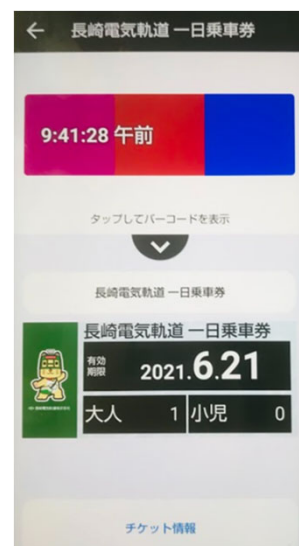 ← 長崎電気軌道 一日乗車券
9:41:28 午前
タップしてバーコードを表示
長崎電気軌道 一日乗車券
長崎電気軌道 一日乗車券
有効
期限
2021.6.21
大人 1 小児 0
チケット情報